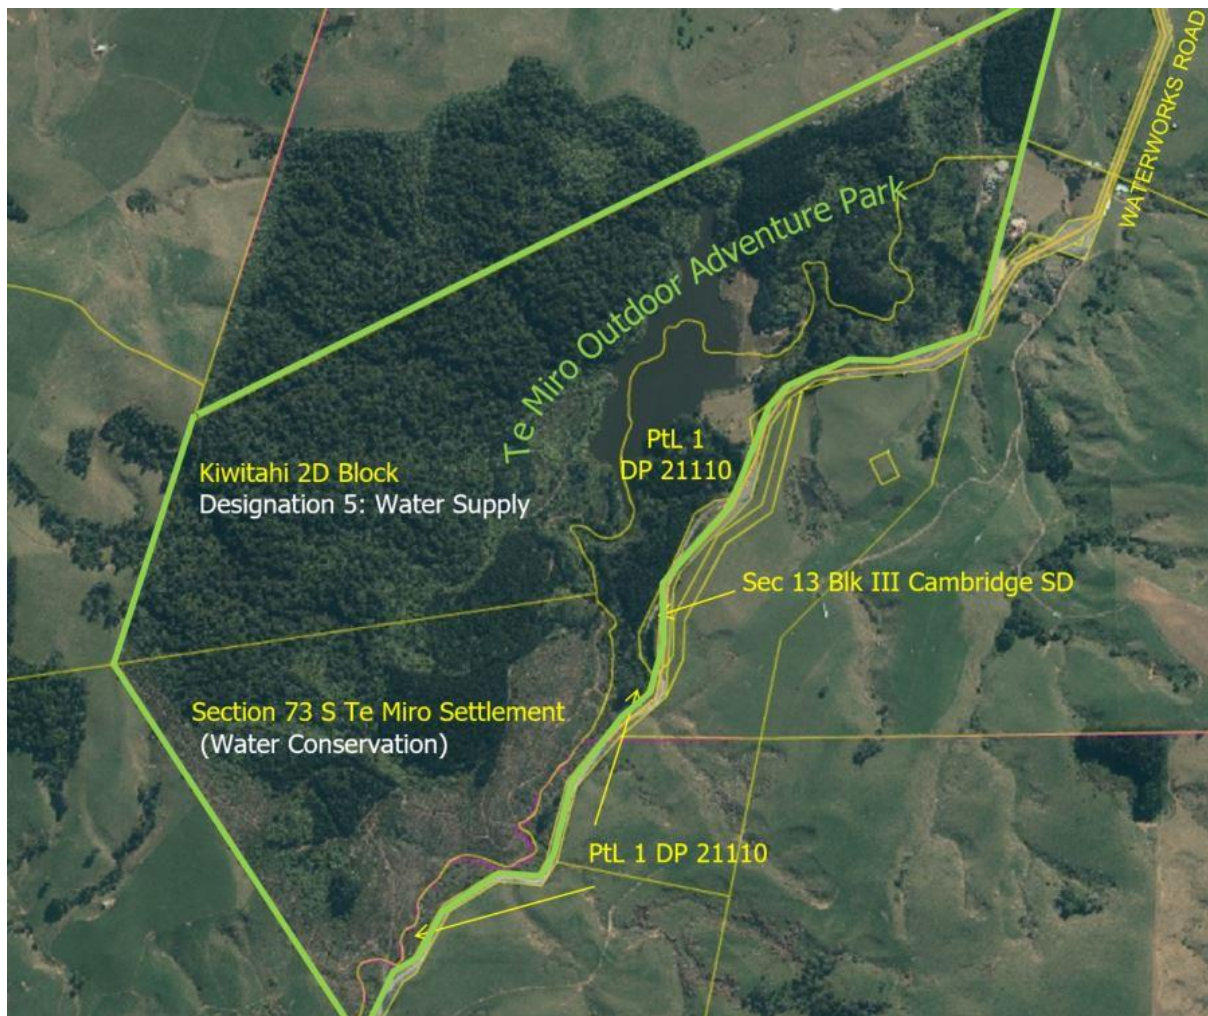 WATERWORKS ROAD
Te Miro Outdoor Adventure Park
PtL 1
DP 21110
Kiwitahi 2D Block
Designation 5: Water Supply
Sec 13 Blk III Cambridge SD
Section 73 S Te Miro Settlement
(Water Conservation)
PtL 1 DP 21110